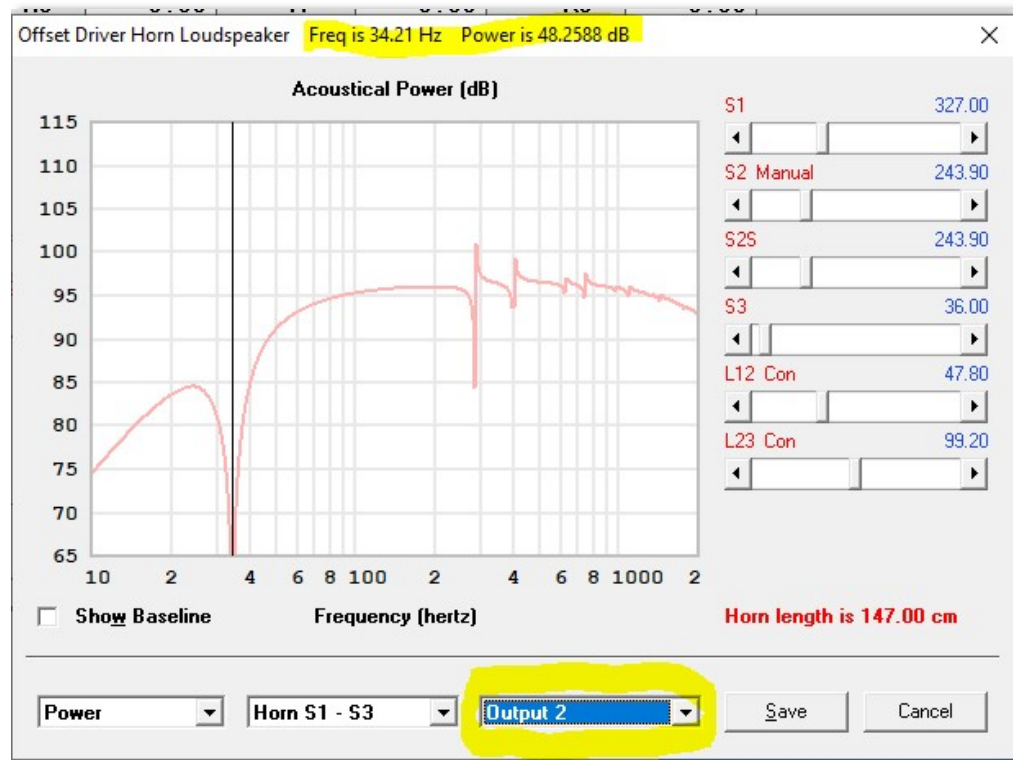 Offset Driver Horn Loudspeaker Freq is 34.21 Hz Power is 48.2588 dB
Acoustical Power (dB)
115
110
105
100
95
90
85
80
75
70
65
10 2 4 6 8 100 2 4 6 8 1000 2
Show Baseline
Frequency (hertz)
S1 327.00
S2 Manual 243.90
S2S 243.90
S3 36.00
L12 Con 47.80
L23 Con 99.20
Horn length is 147.00 cm
Power
Horn S1 - S3
Output 2
Save
Cancel